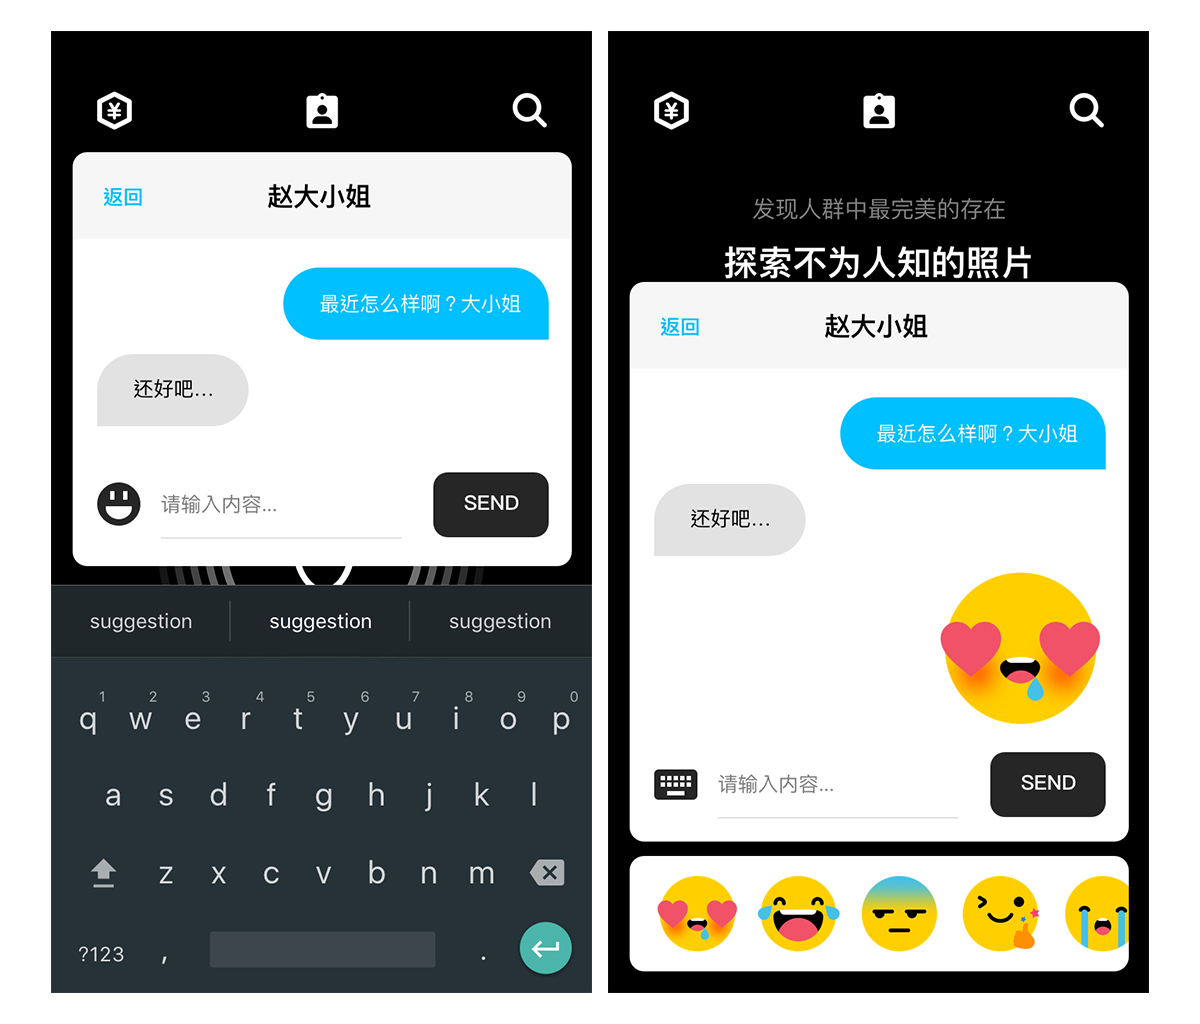 返回
赵大小姐
最近怎么样啊？大小姐
还好吧...
请输入内容...
SEND
suggestion suggestion suggestion
1 2 3 4 5 6 7 8 9 0
q w e r t y u i o p
a s d f g h j k l
z x c v b n m
?123 , .
发现人群中最完美的存在
探索不为人知的照片
返回
赵大小姐
最近怎么样啊？大小姐
还好吧...
请输入内容...
SEND